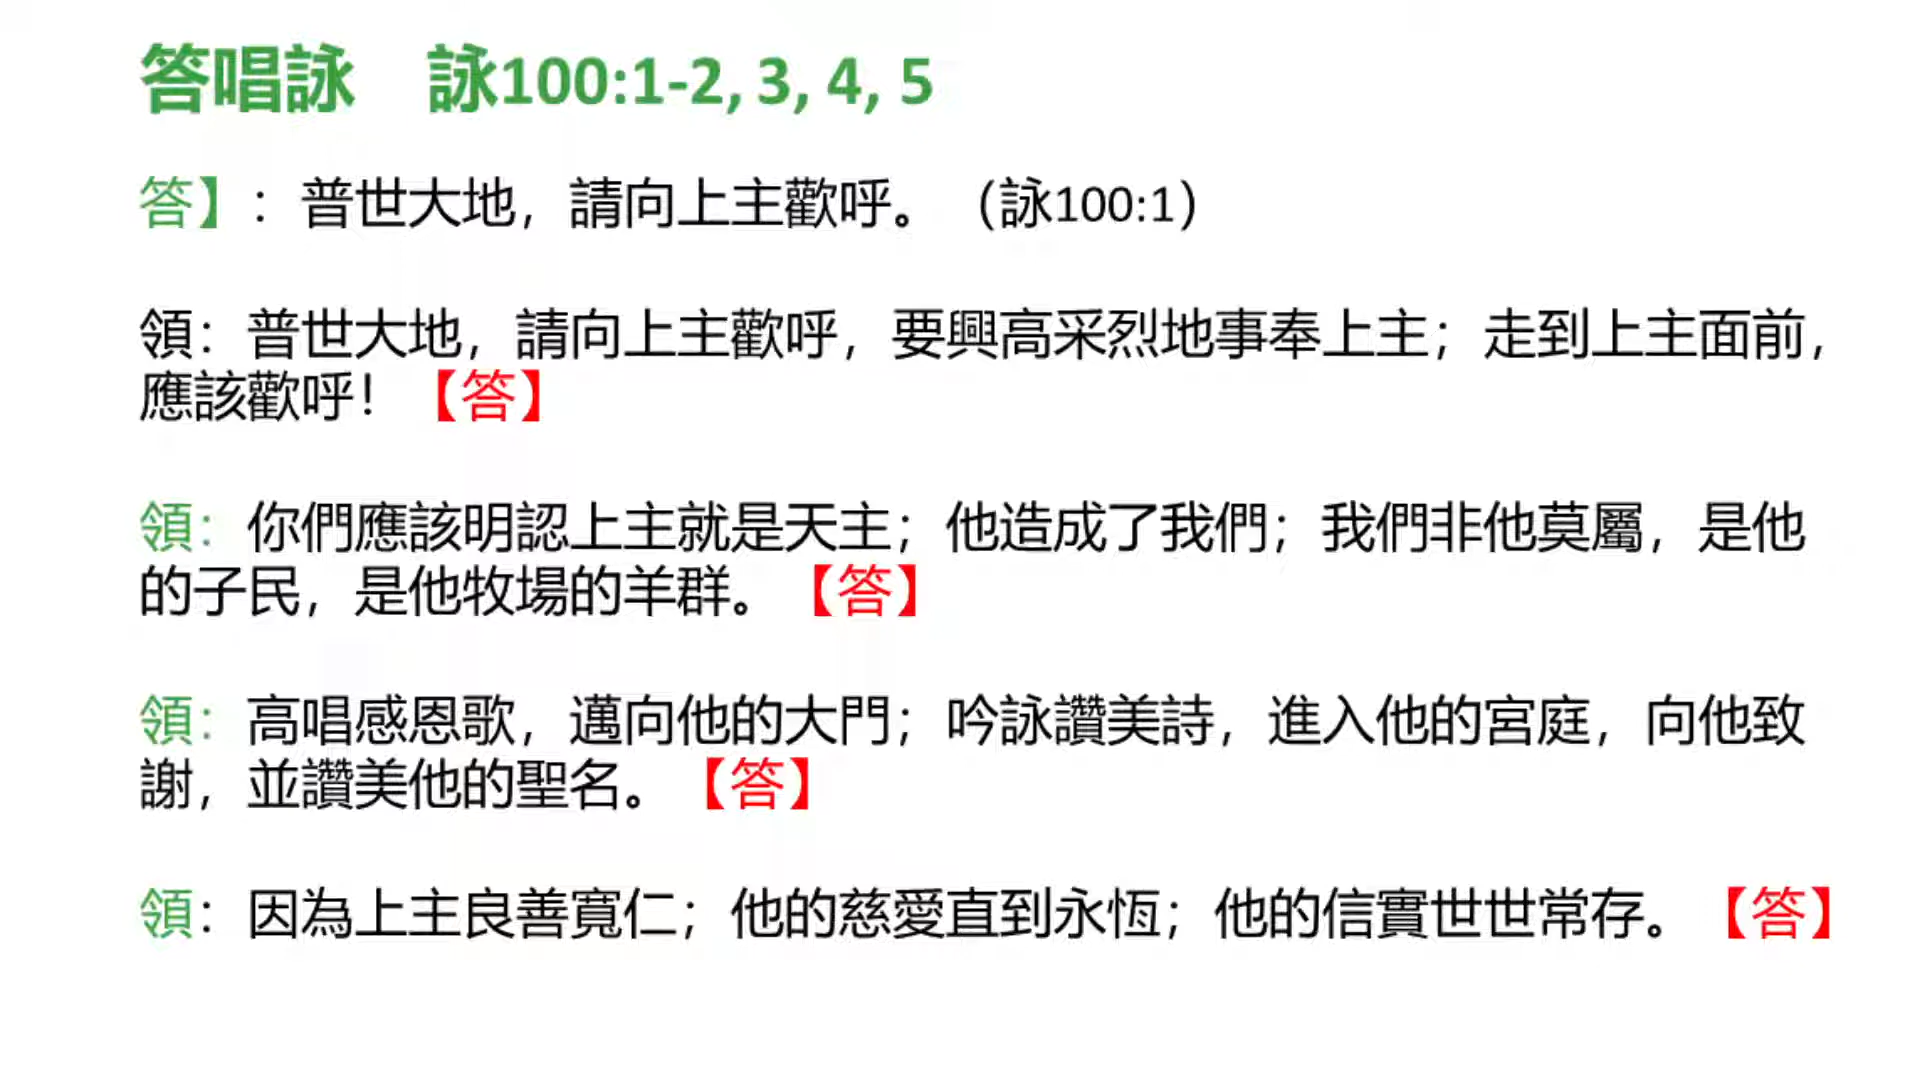 答唱詠　詠100:1-2, 3, 4, 5
答】：普世大地，請向上主歡呼。（詠100:1）
領：普世大地，請向上主歡呼，要興高采烈地事奉上主；走到上主面前，
應該歡呼！【答】
領：你們應該明認上主就是天主；他造成了我們；我們非他莫屬，是他
的子民，是他牧場的羊群。【答】
領：高唱感恩歌，邁向他的大門；吟詠讚美詩，進入他的宮庭，向他致
謝，並讚美他的聖名。【答】
領：因為上主良善寬仁；他的慈愛直到永恆；他的信實世世常存。【答】